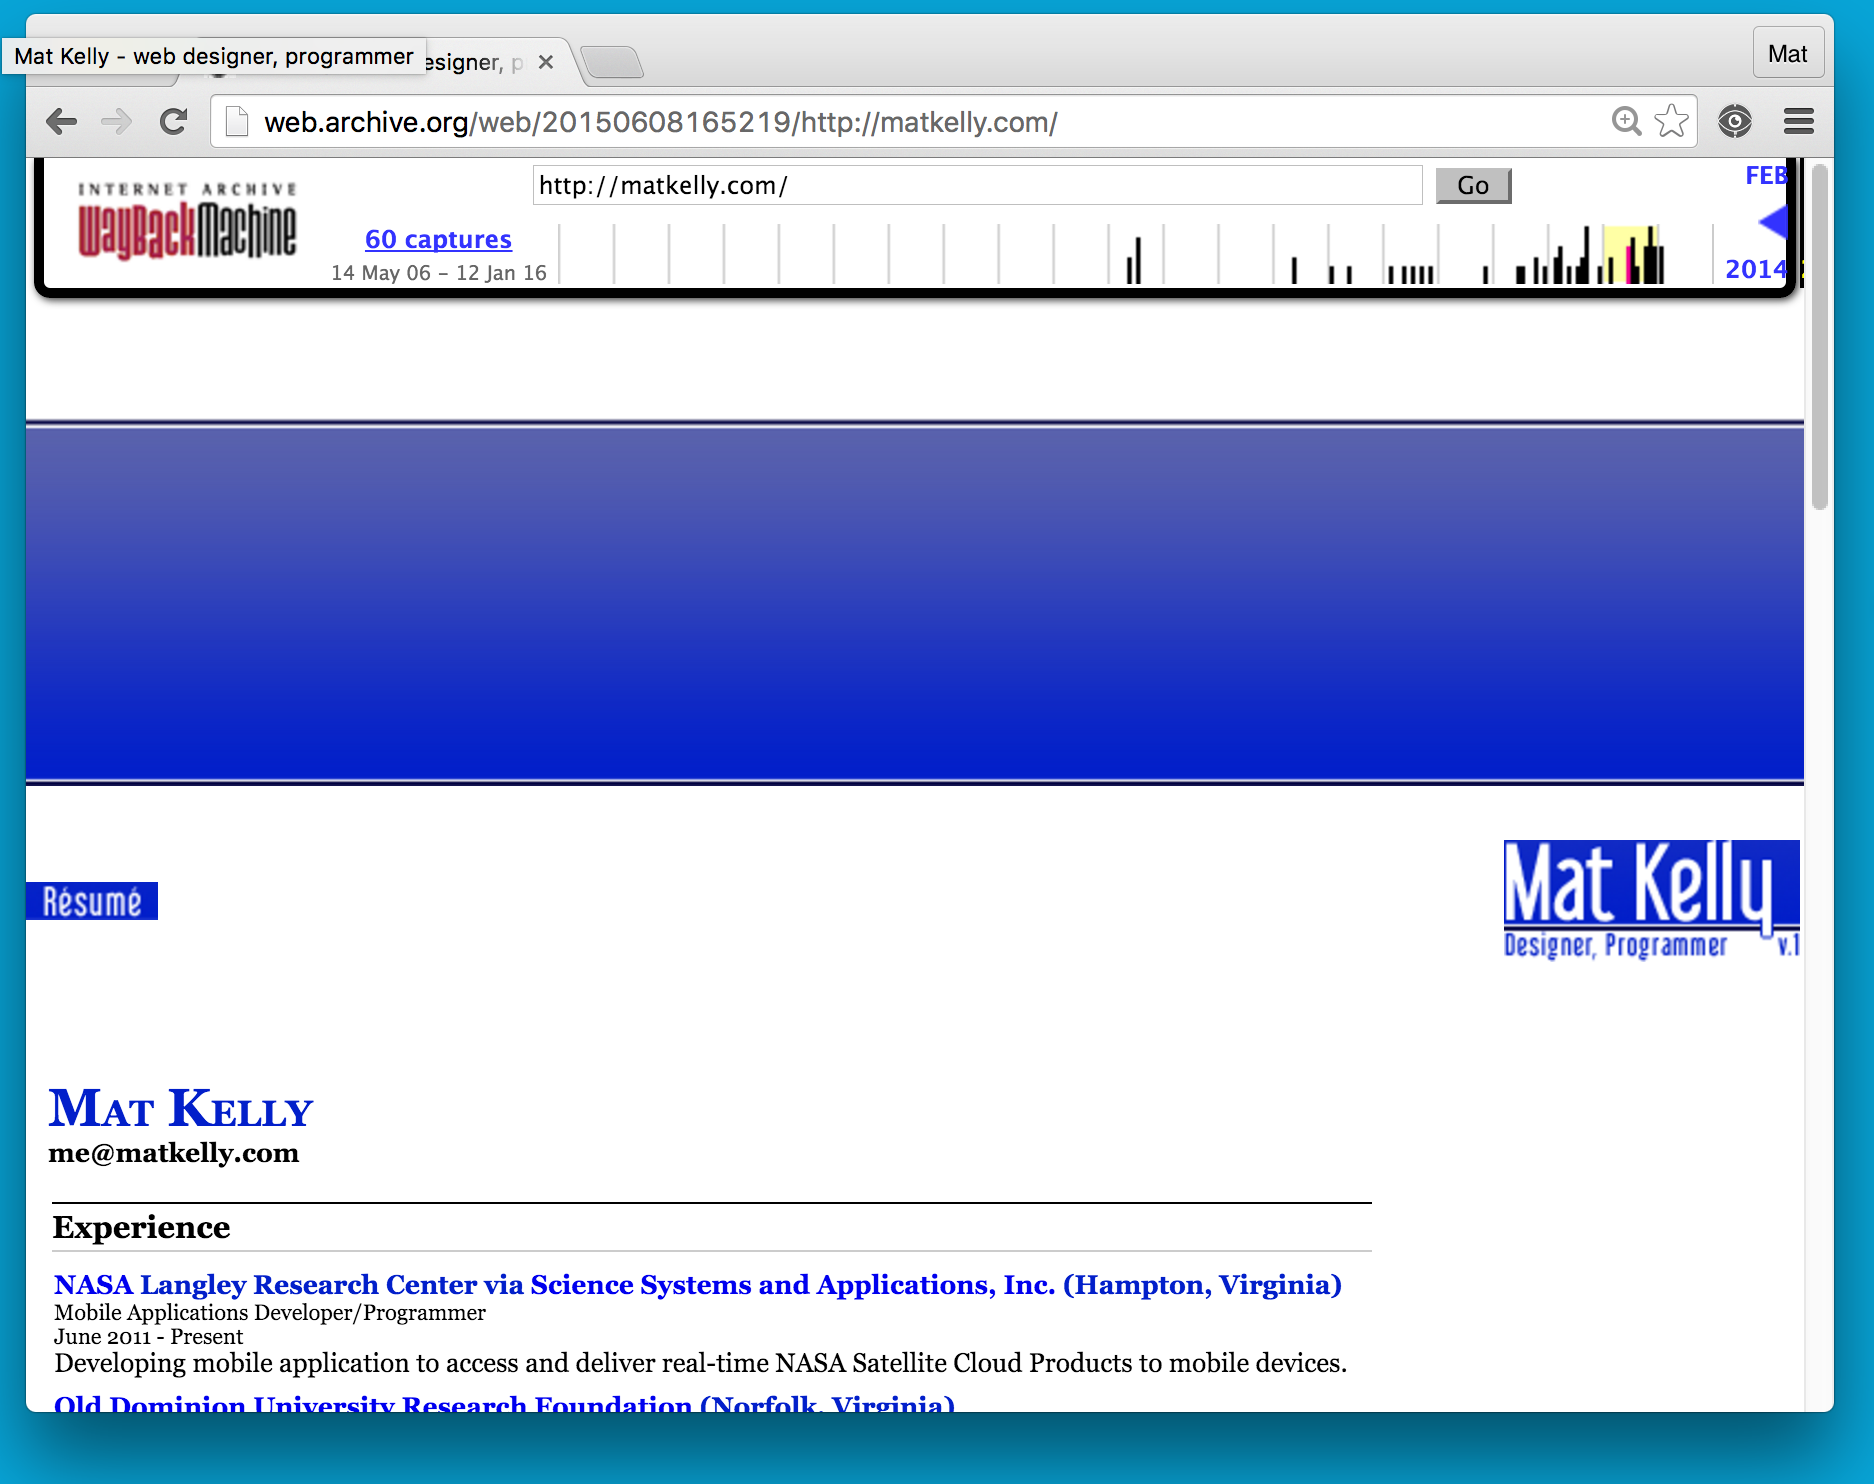 Mat Kelly - web designer, programmer
esigner, p
Mat
web.archive.org/web/20150608165219/http://matkelly.com/
INTERNET ARCHIVE
WayBackMachine
http://matkelly.com/
Go
FEB
60 captures
14 May 06 - 12 Jan 16
2014
Résumé
Mat Kelly
Designer, Programmer v.1
Mat Kelly
me@matkelly.com
Experience
NASA Langley Research Center via Science Systems and Applications, Inc. (Hampton, Virginia)
Mobile Applications Developer/Programmer
June 2011 - Present
Developing mobile application to access and deliver real-time NASA Satellite Cloud Products to mobile devices.
Old Dominion University Research Foundation (Norfolk, Virginia)